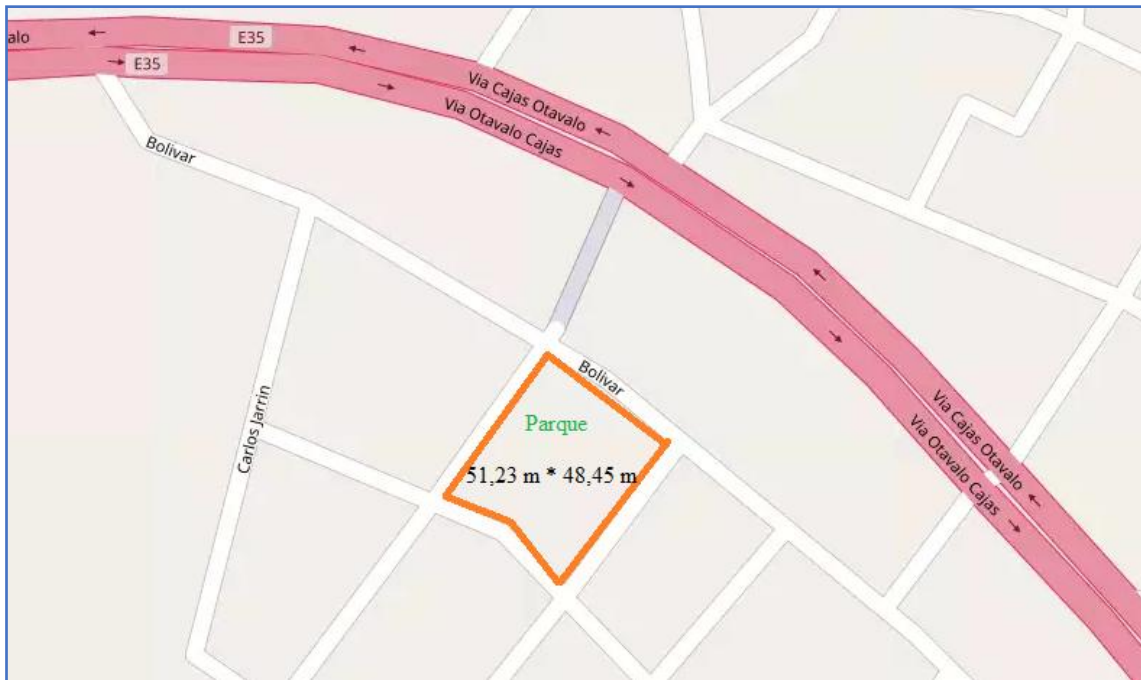 alo
E35
E35
Via Cajas Otavalo
Via Otavalo Cajas
Bolivar
Bolivar
Parque
51,23 m * 48,45 m
Carlos Jarrin
Via Cajas Otavalo
Via Otavalo Cajas